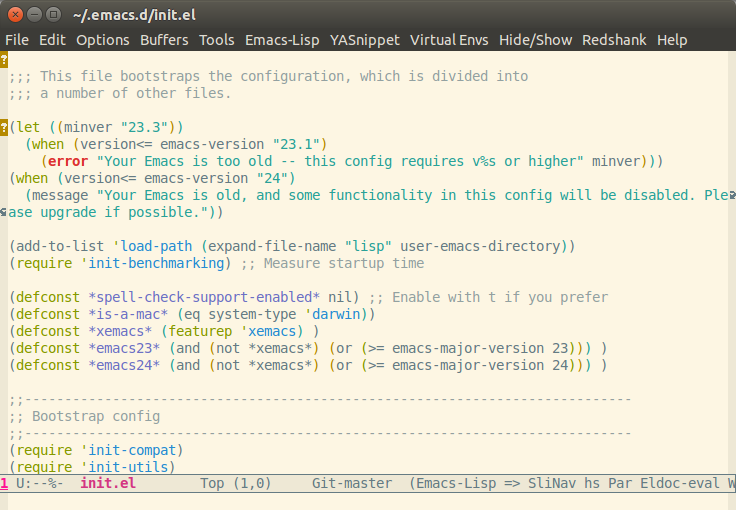 ~/.emacs.d/init.el
File Edit Options Buffers Tools Emacs-Lisp YASnippet Virtual Envs Hide/Show Redshank Help
?
;;; This file bootstraps the configuration, which is divided into
;;; a number of other files.
?(let ((minver "23.3"))
  (when (version<= emacs-version "23.1")
    (error "Your Emacs is too old -- this config requires v%s or higher" minver)))
(when (version<= emacs-version "24")
  (message "Your Emacs is old, and some functionality in this config will be disabled. Ple
ase upgrade if possible."))
(add-to-list 'load-path (expand-file-name "lisp" user-emacs-directory))
(require 'init-benchmarking) ;; Measure startup time
(defconst *spell-check-support-enabled* nil) ;; Enable with t if you prefer
(defconst *is-a-mac* (eq system-type 'darwin))
(defconst *xemacs* (featurep 'xemacs) )
(defconst *emacs23* (and (not *xemacs*) (or (>= emacs-major-version 23))) )
(defconst *emacs24* (and (not *xemacs*) (or (>= emacs-major-version 24))) )
;;----------------------------------------------------------------------------
;; Bootstrap config
;;----------------------------------------------------------------------------
(require 'init-compat)
(require 'init-utils)
1 U:--%-  init.el        Top (1,0)     Git-master  (Emacs-Lisp => SliNav hs Par Eldoc-eval W